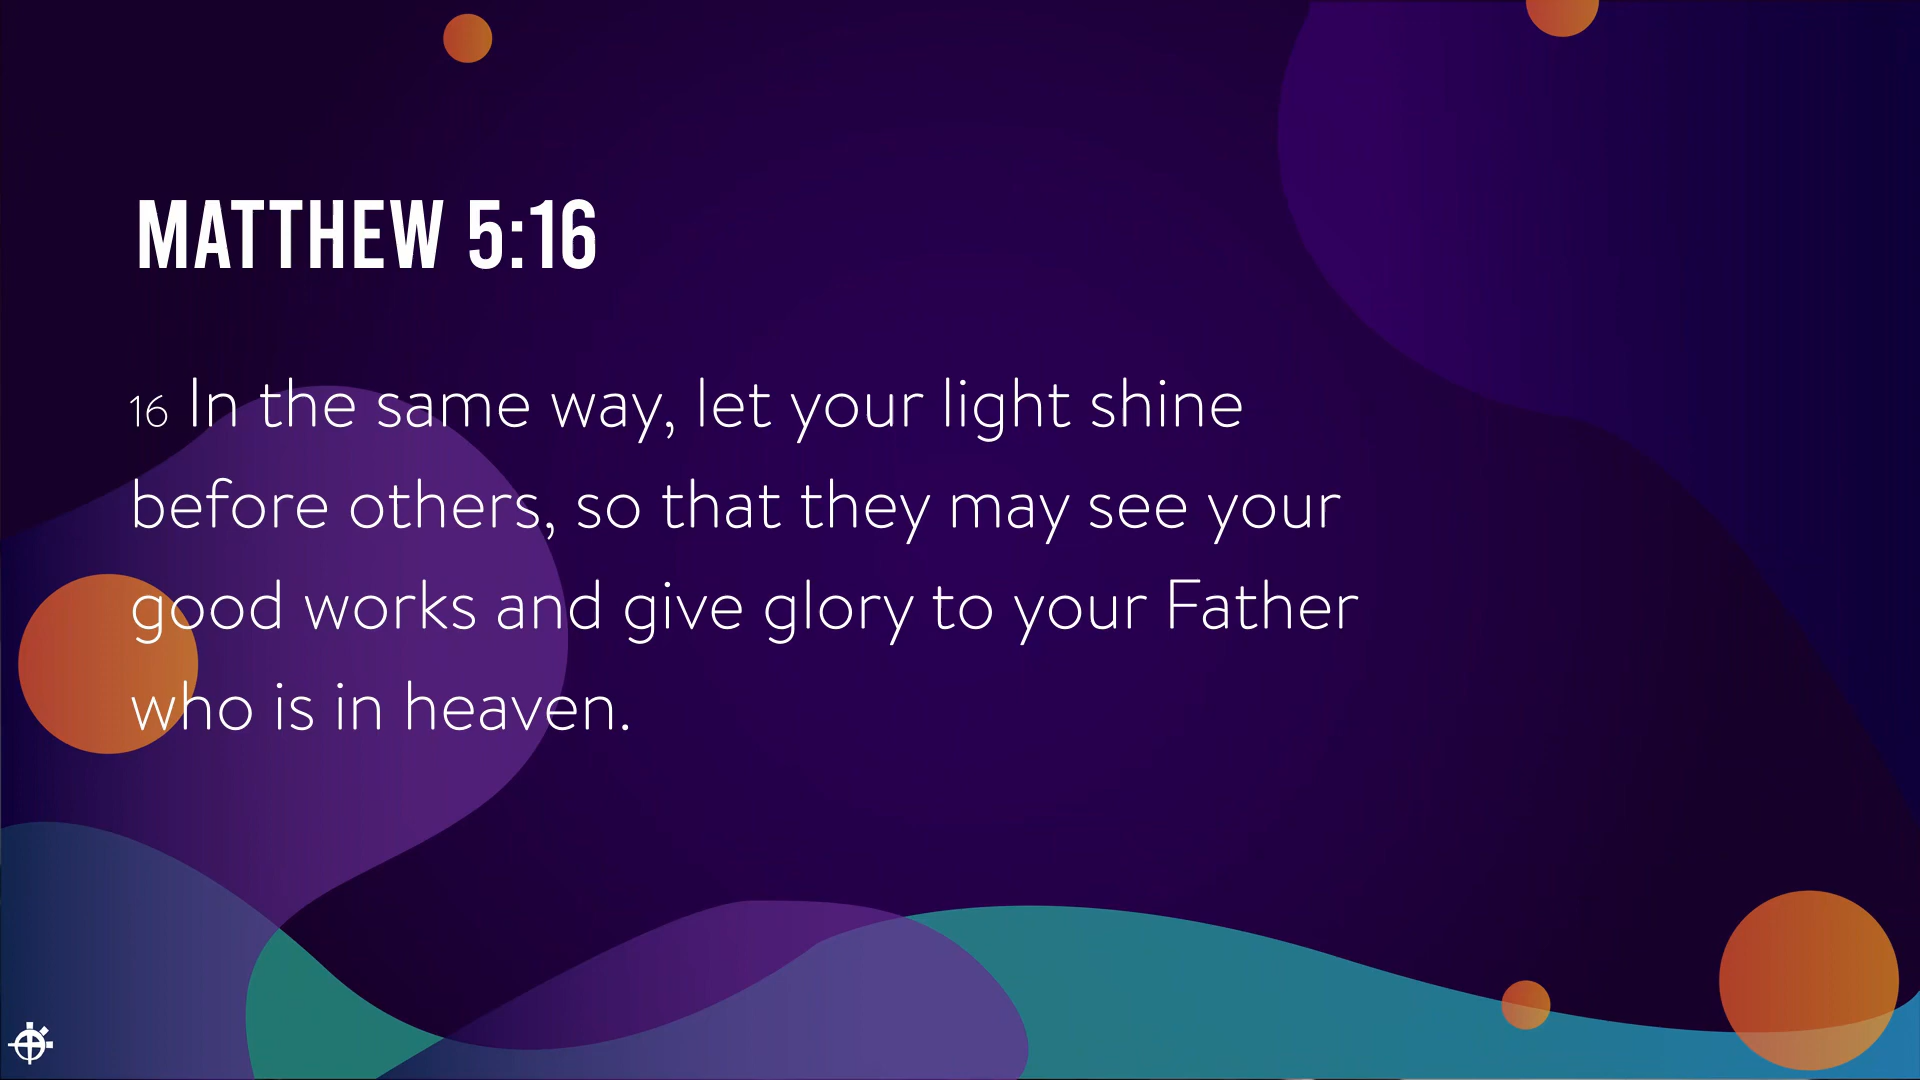 MATTHEW 5:16
16 In the same way, let your light shine
before others, so that they may see your
good works and give glory to your Father
who is in heaven.